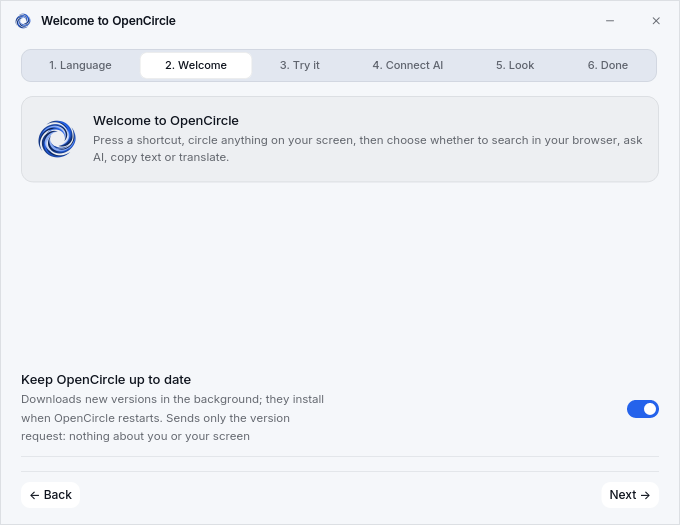 Welcome to OpenCircle
1. Language
2. Welcome
3. Try it
4. Connect AI
5. Look
6. Done
Welcome to OpenCircle
Press a shortcut, circle anything on your screen, then choose whether to search in your browser, ask
AI, copy text or translate.
Keep OpenCircle up to date
Downloads new versions in the background; they install
when OpenCircle restarts. Sends only the version
request: nothing about you or your screen
← Back
Next →